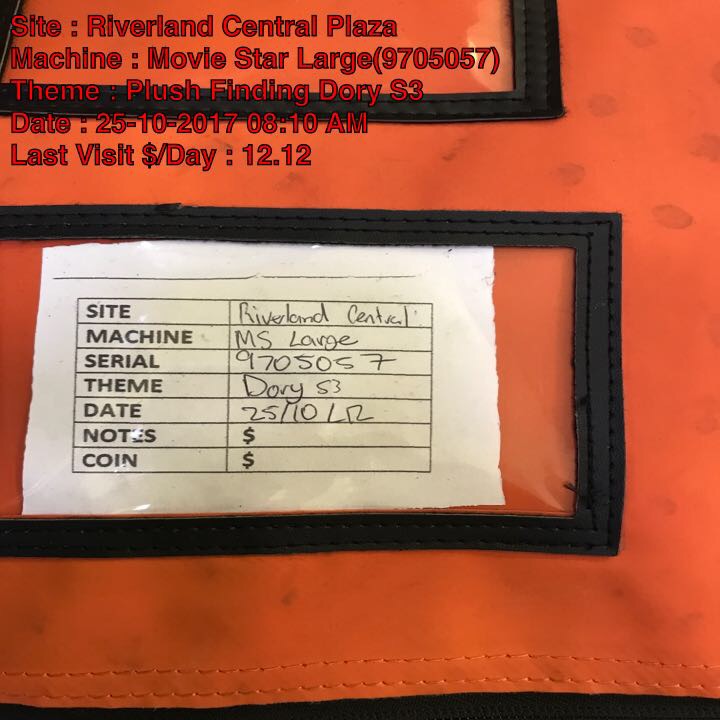 Site : Riverland Central Plaza
Machine : Movie Star Large(9705057)
Theme : Plush Finding Dory S3
Date : 25-10-2017 08:10 AM
Last Visit $/Day : 12.12
SITE Riverland Central
MACHINE MS Large
SERIAL 9705057
THEME Dory S3
DATE 25/10
NOTES $
COIN $